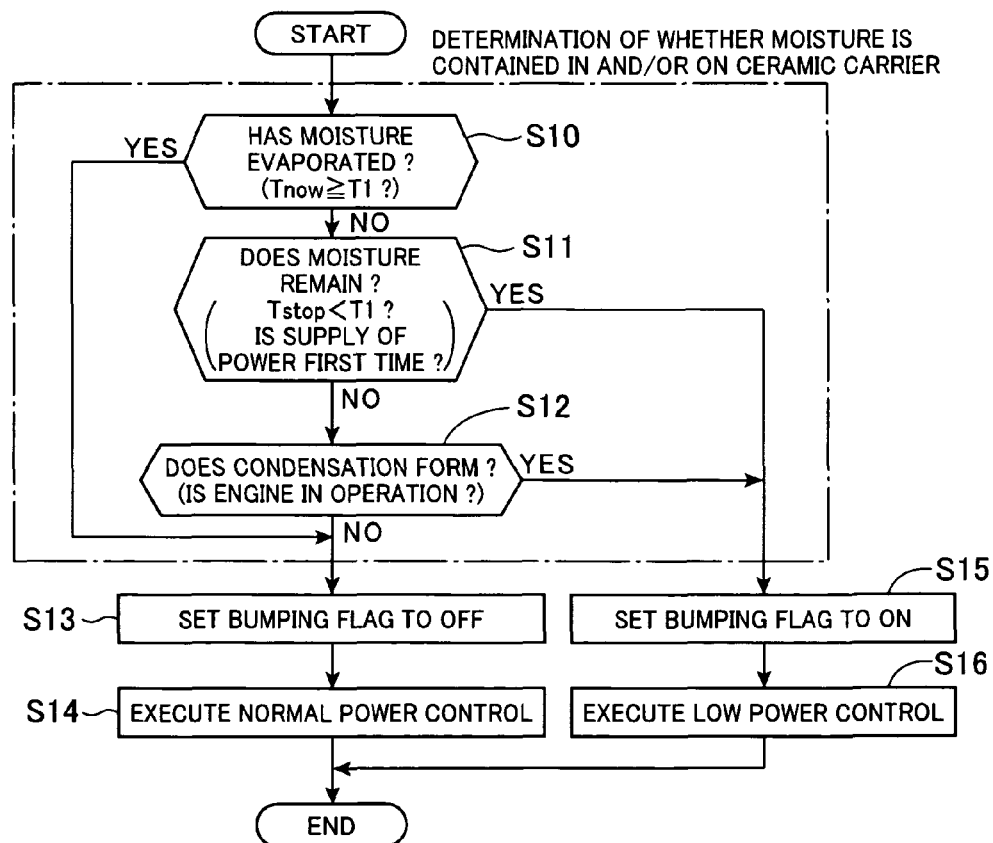 START
DETERMINATION OF WHETHER MOISTURE IS
CONTAINED IN AND/OR ON CERAMIC CARRIER
YES
HAS MOISTURE
EVAPORATED ?
(Tnow≧T1 ?)
S10
NO
DOES MOISTURE
REMAIN ?
Tstop<T1 ?
IS SUPPLY OF
POWER FIRST TIME ?
S11
YES
NO
S12
DOES CONDENSATION FORM ?
(IS ENGINE IN OPERATION ?)
YES
NO
S13
SET BUMPING FLAG TO OFF
S15
SET BUMPING FLAG TO ON
S14
EXECUTE NORMAL POWER CONTROL
S16
EXECUTE LOW POWER CONTROL
END